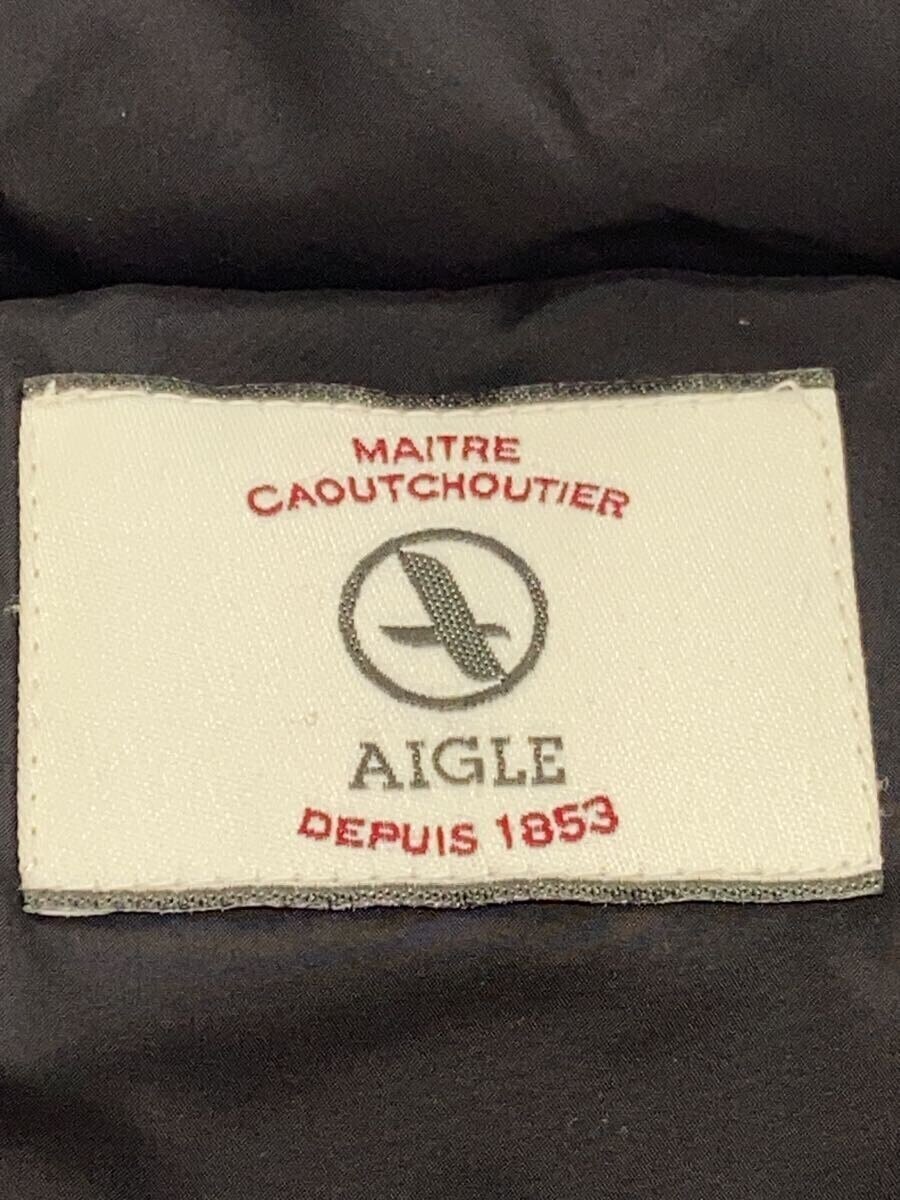 MAITRE
CAOUTCHOUTIER
AIGLE
DEPUIS 1853